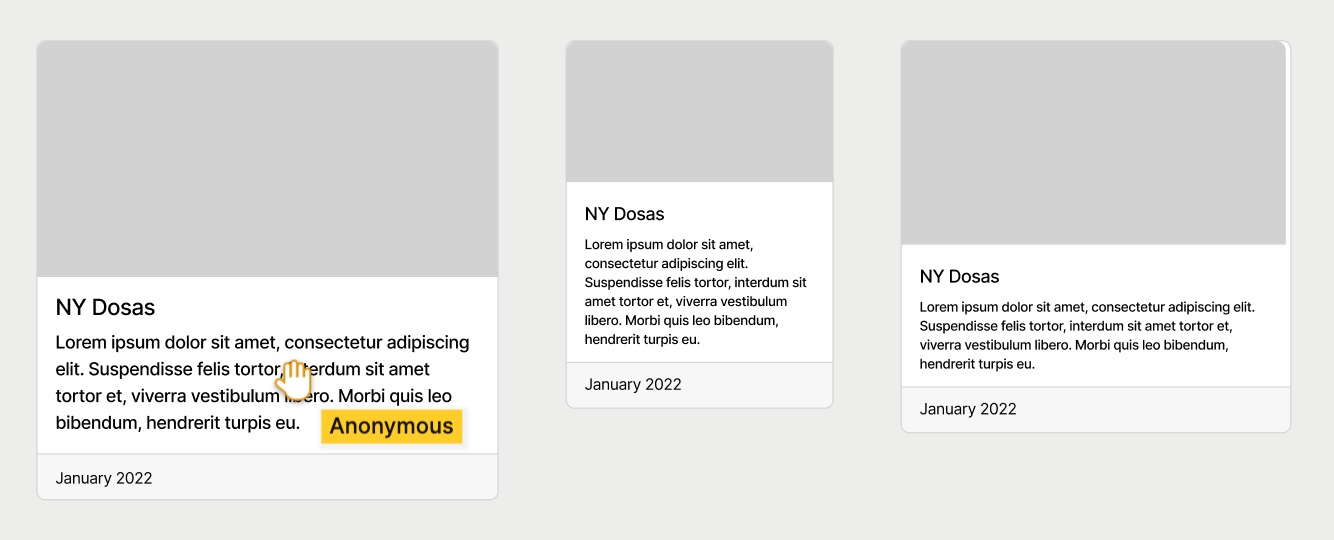 NY Dosas
Lorem ipsum dolor sit amet, consectetur adipiscing
elit. Suspendisse felis tortor, terdum sit amet
tortor et, viverra vestibulum ero. Morbi quis leo
bibendum, hendrerit turpis eu.
Anonymous
January 2022
NY Dosas
Lorem ipsum dolor sit amet,
consectetur adipiscing elit.
Suspendisse felis tortor, interdum sit
amet tortor et, viverra vestibulum
libero. Morbi quis leo bibendum,
hendrerit turpis eu.
January 2022
NY Dosas
Lorem ipsum dolor sit amet, consectetur adipiscing elit.
Suspendisse felis tortor, interdum sit amet tortor et,
viverra vestibulum libero. Morbi quis leo bibendum,
hendrerit turpis eu.
January 2022